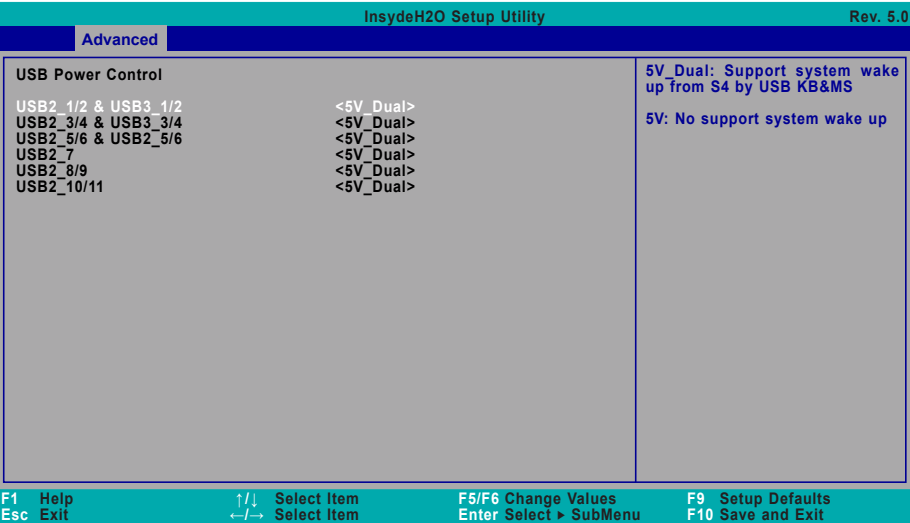 InsydeH2O Setup Utility Rev. 5.0
Advanced
USB Power Control
USB2_1/2 & USB3_1/2 <5V_Dual>
USB2_3/4 & USB3_3/4 <5V_Dual>
USB2_5/6 & USB2_5/6 <5V_Dual>
USB2_7 <5V_Dual>
USB2_8/9 <5V_Dual>
USB2_10/11 <5V_Dual>
5V_Dual: Support system wake
up from S4 by USB KB&MS
5V: No support system wake up
F1 Help ↑/↓ Select Item F5/F6 Change Values F9 Setup Defaults
Esc Exit ←/→ Select Item Enter Select ▸ SubMenu F10 Save and Exit